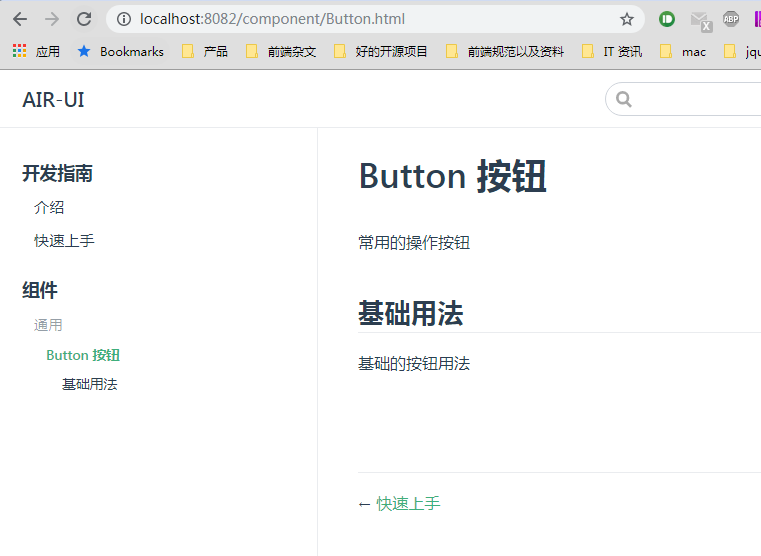 localhost:8082/component/Button.html
ABP
应用 Bookmarks 产品 前端杂文 好的开源项目 前端规范以及资料 IT 资讯 mac jqu
AIR-UI
开发指南
介绍
快速上手
组件
通用
Button 按钮
基础用法
Button 按钮
常用的操作按钮
基础用法
基础的按钮用法
← 快速上手